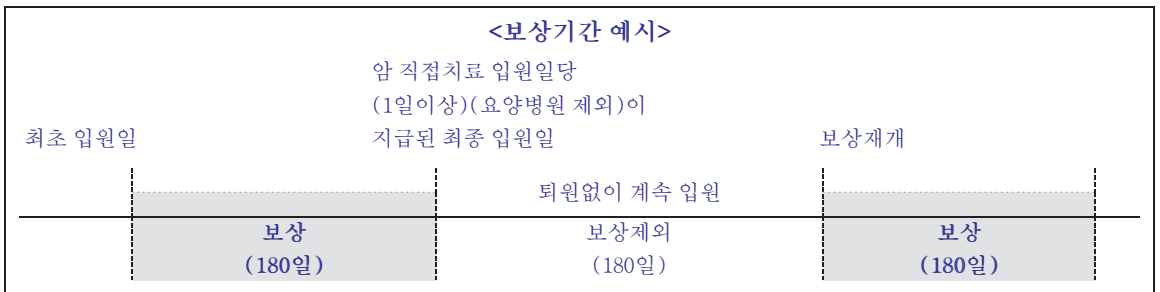 <보상기간 예시>
암 직접치료 입원일당
(1일이상)(요양병원 제외)이
최초 입원일 지급된 최종 입원일 보상재개
퇴원없이 계속 입원
보상 보상제외 보상
(180일) (180일) (180일)